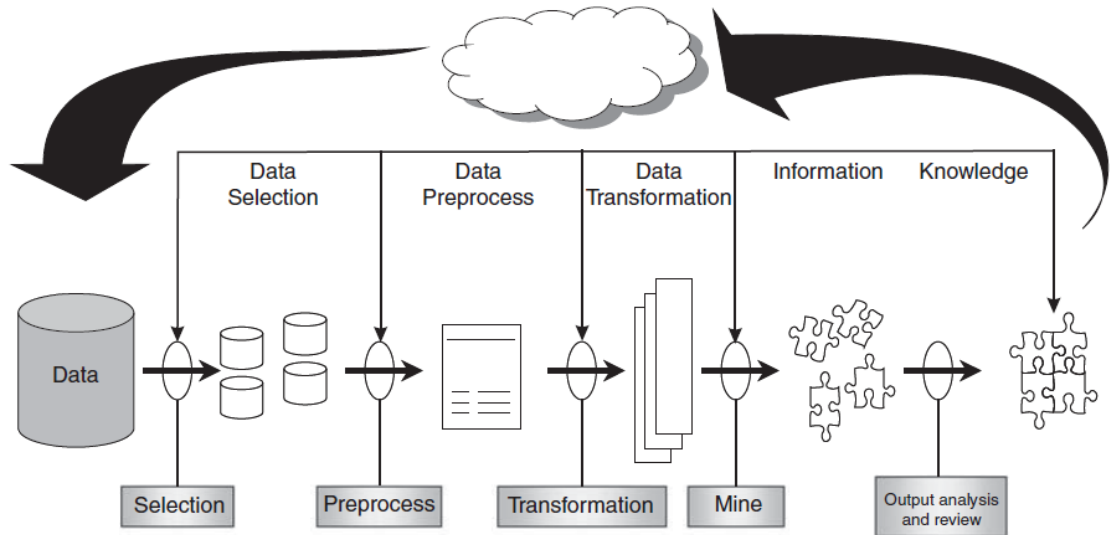 Data
Selection
Data
Preprocess
Data
Transformation
Information
Knowledge
Data
Selection
Preprocess
Transformation
Mine
Output analysis
and review